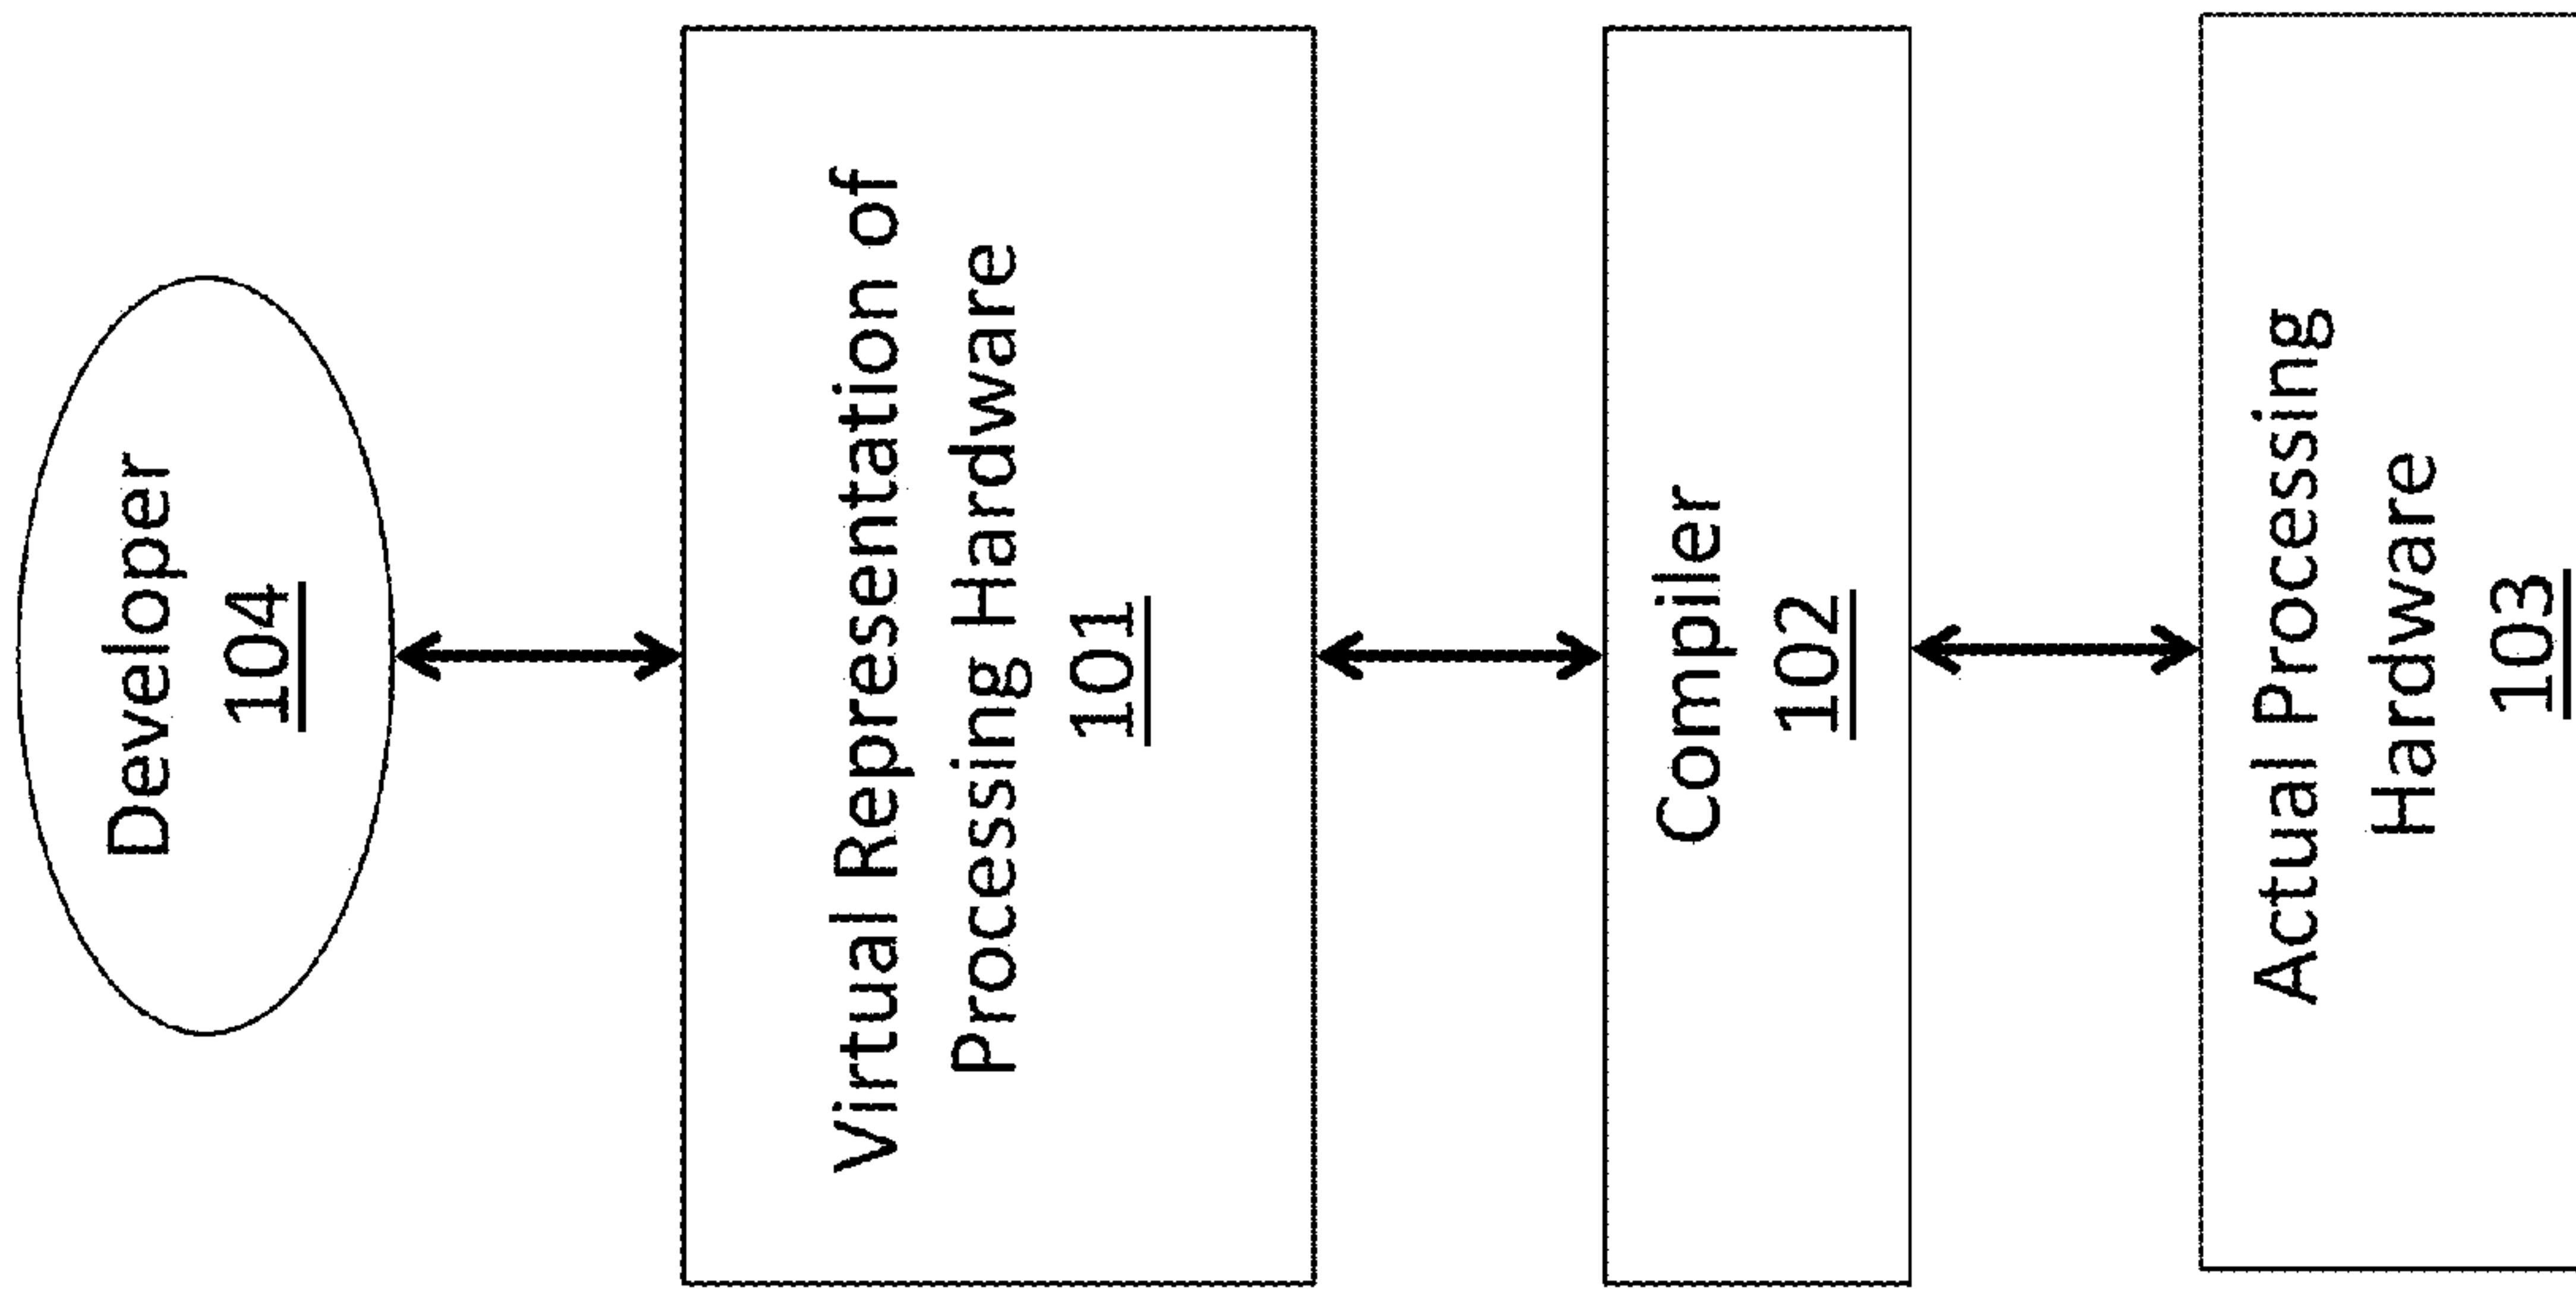 Developer
104
Virtual Representation of
Processing Hardware
101
Compiler
102
Actual Processing
Hardware
103